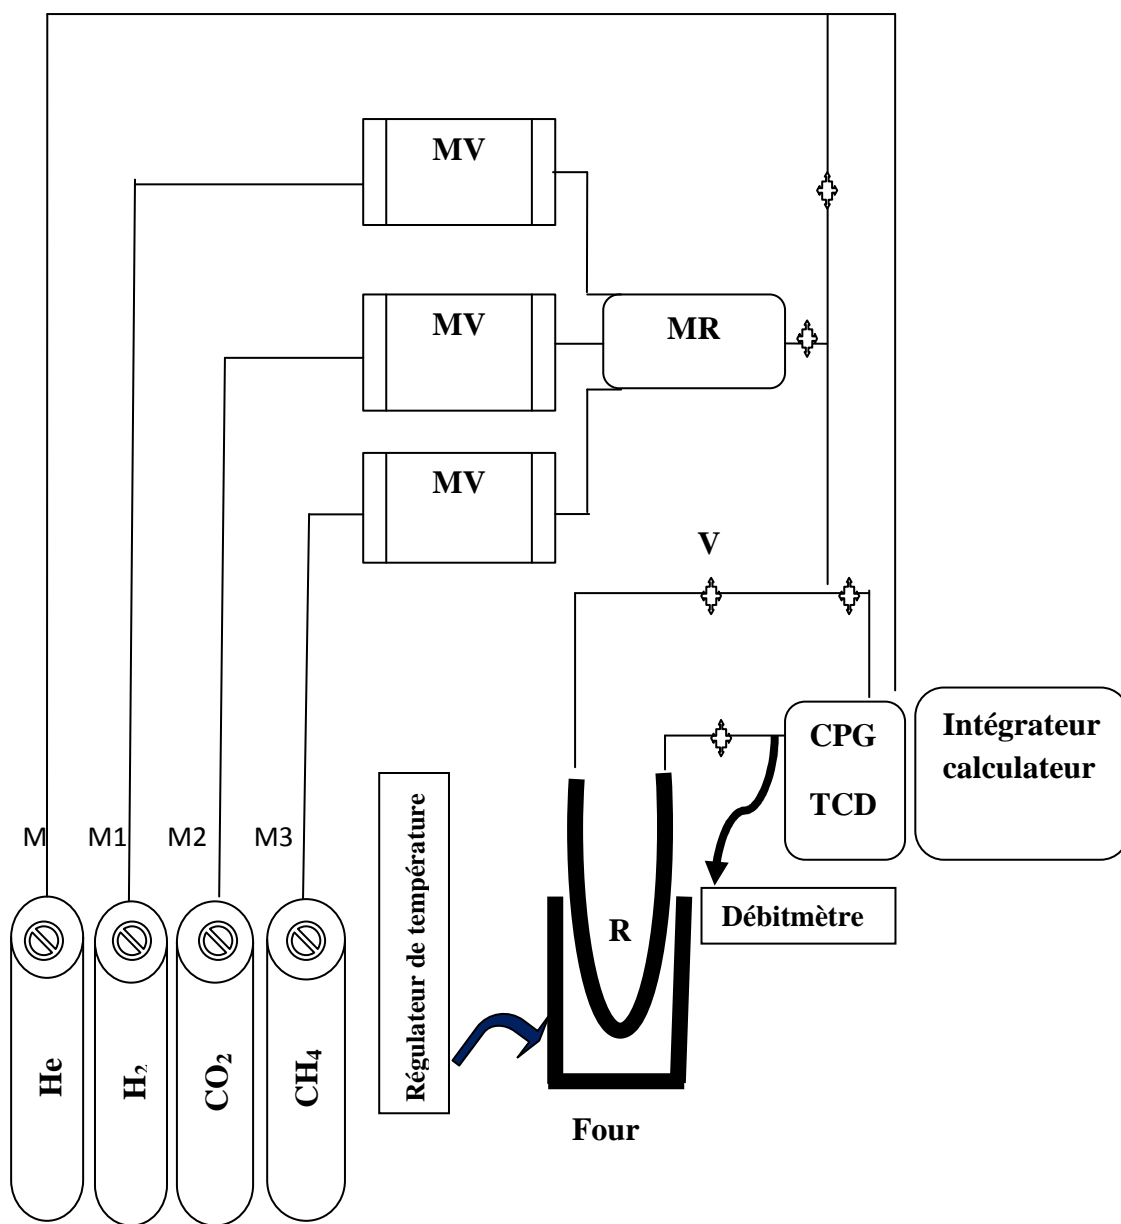 MV
MV
MR
MV
V
CPG
TCD
Intégrateur
calculateur
M
M1
M2
M3
Régulateur de température
R
Débitmètre
He
H₂
CO₂
CH₄
Four